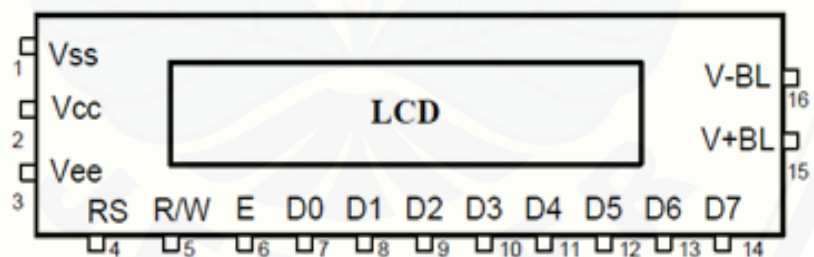 Vss
1
Vcc
2
Vee
3
LCD
V-BL
16
V+BL
15
RS R/W E D0 D1 D2 D3 D4 D5 D6 D7
4 5 6 7 8 9 10 11 12 13 14